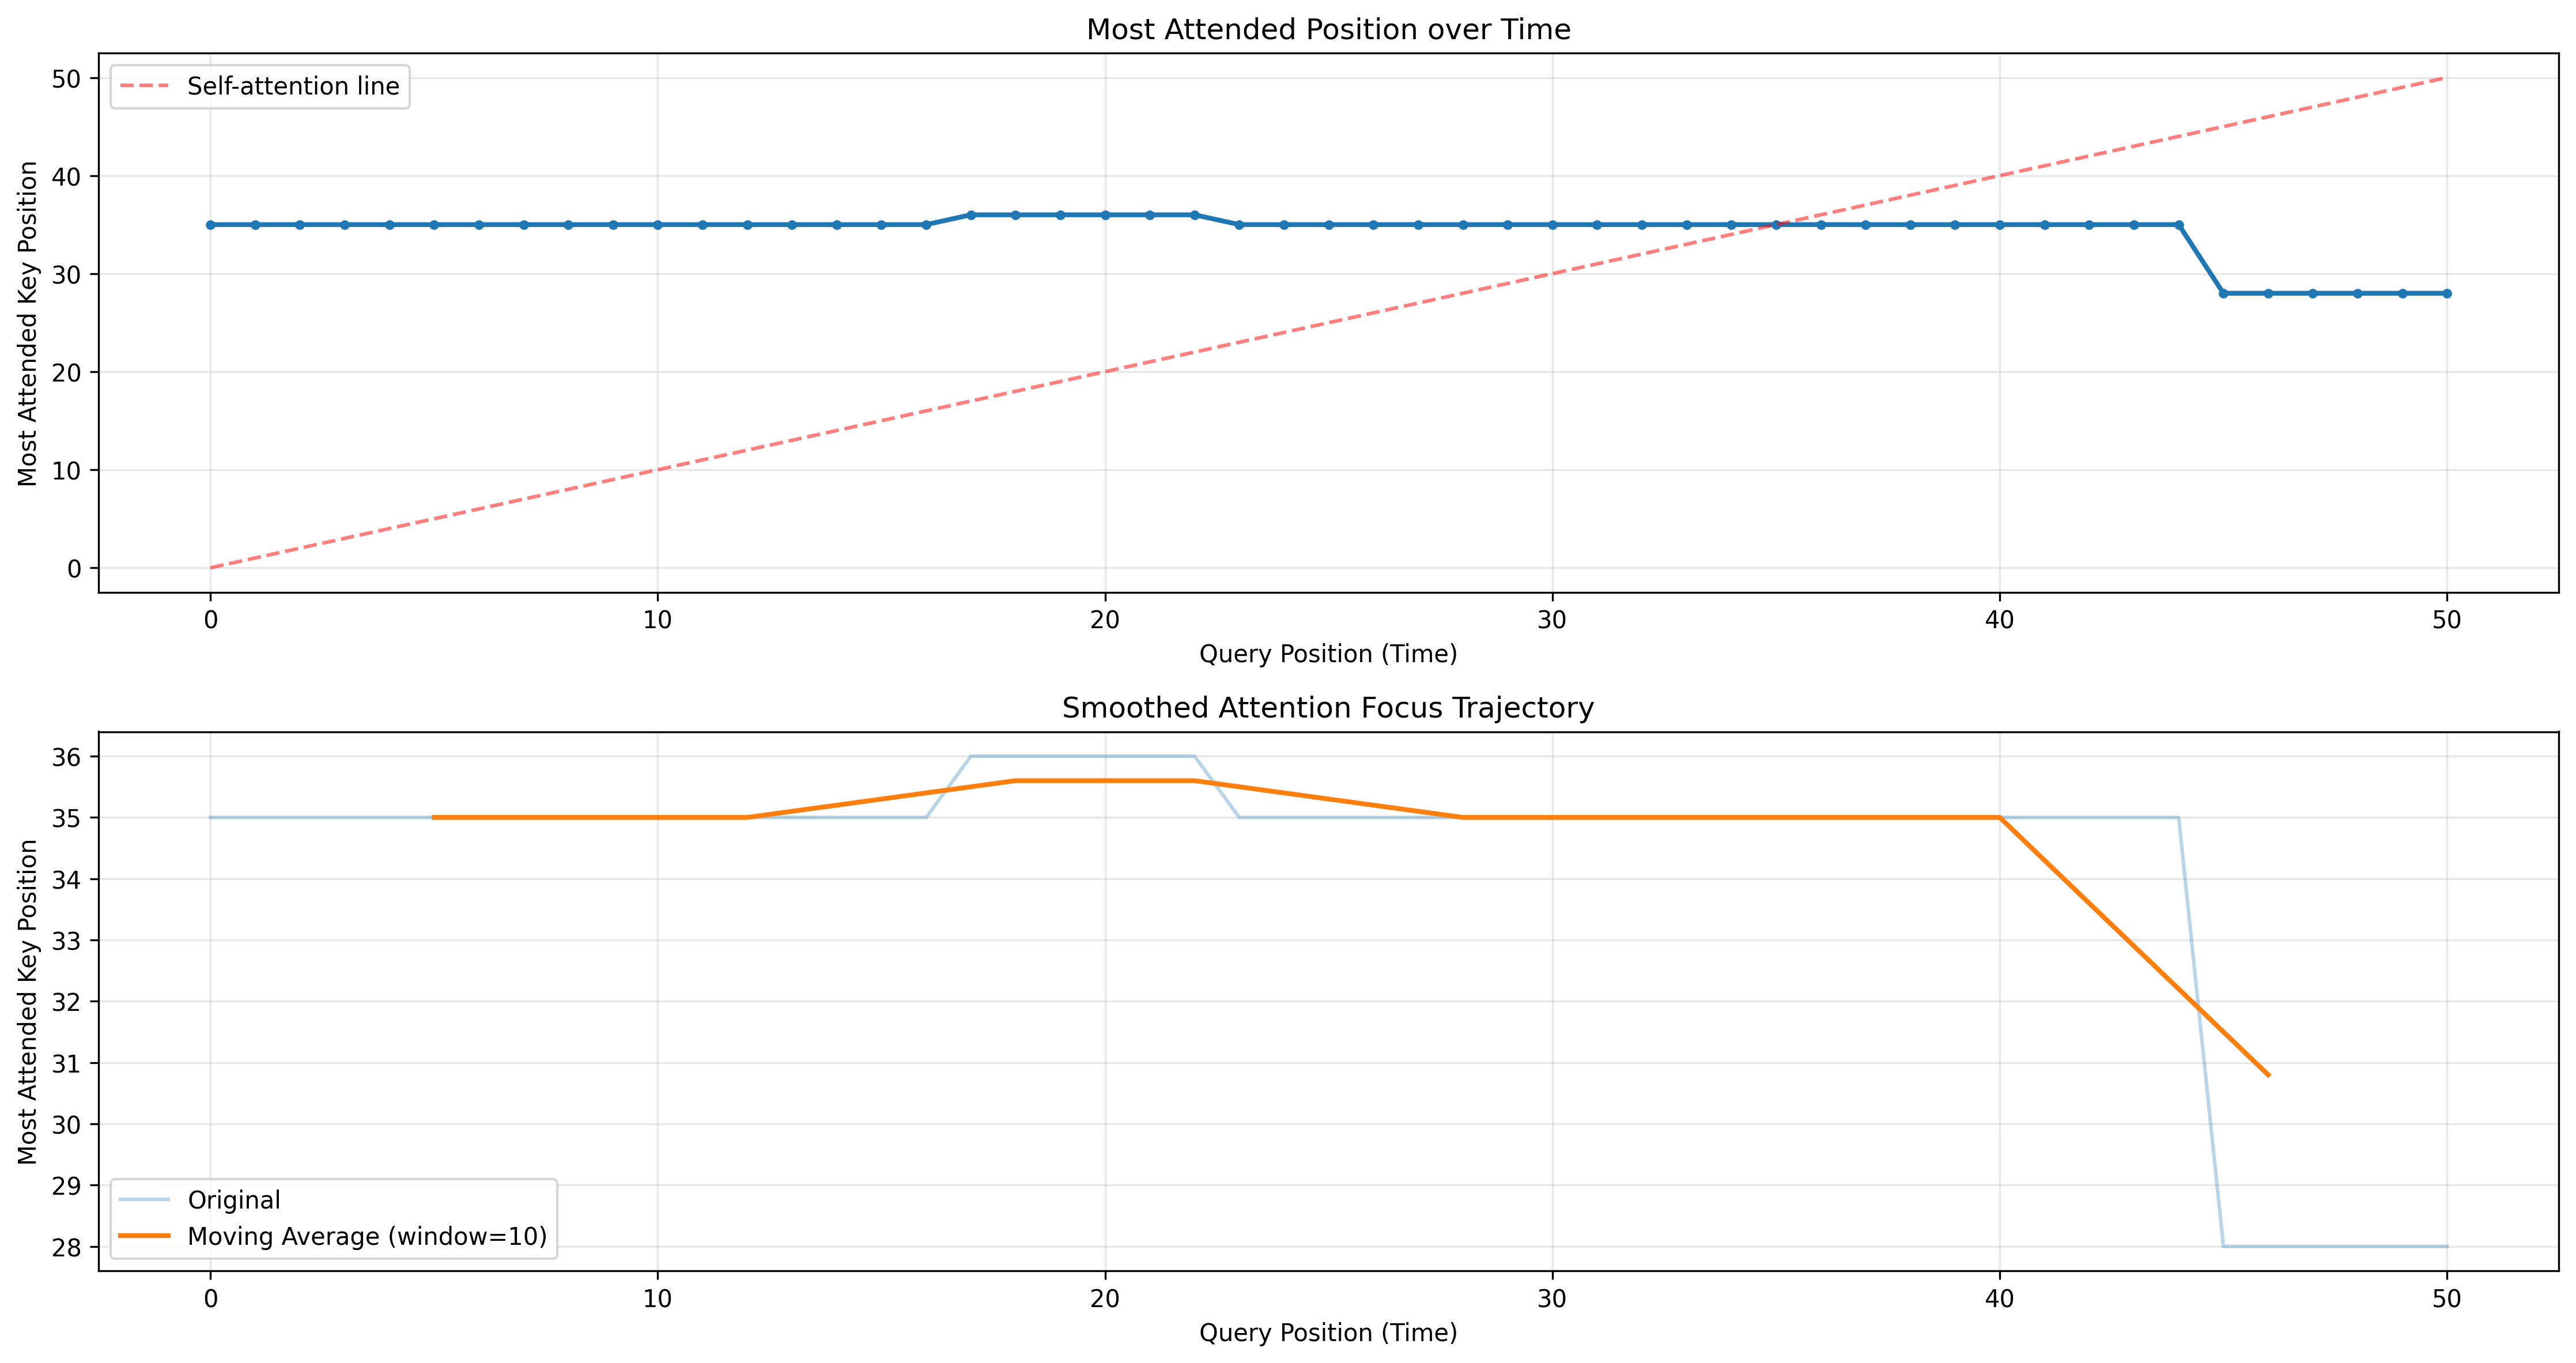 Most Attended Position over Time
Self-attention line
Most Attended Key Position
50
40
30
20
10
0
0 10 20 30 40 50
Query Position (Time)
Smoothed Attention Focus Trajectory
Most Attended Key Position
36
35
34
33
32
31
30
29
28
Original
Moving Average (window=10)
0 10 20 30 40 50
Query Position (Time)